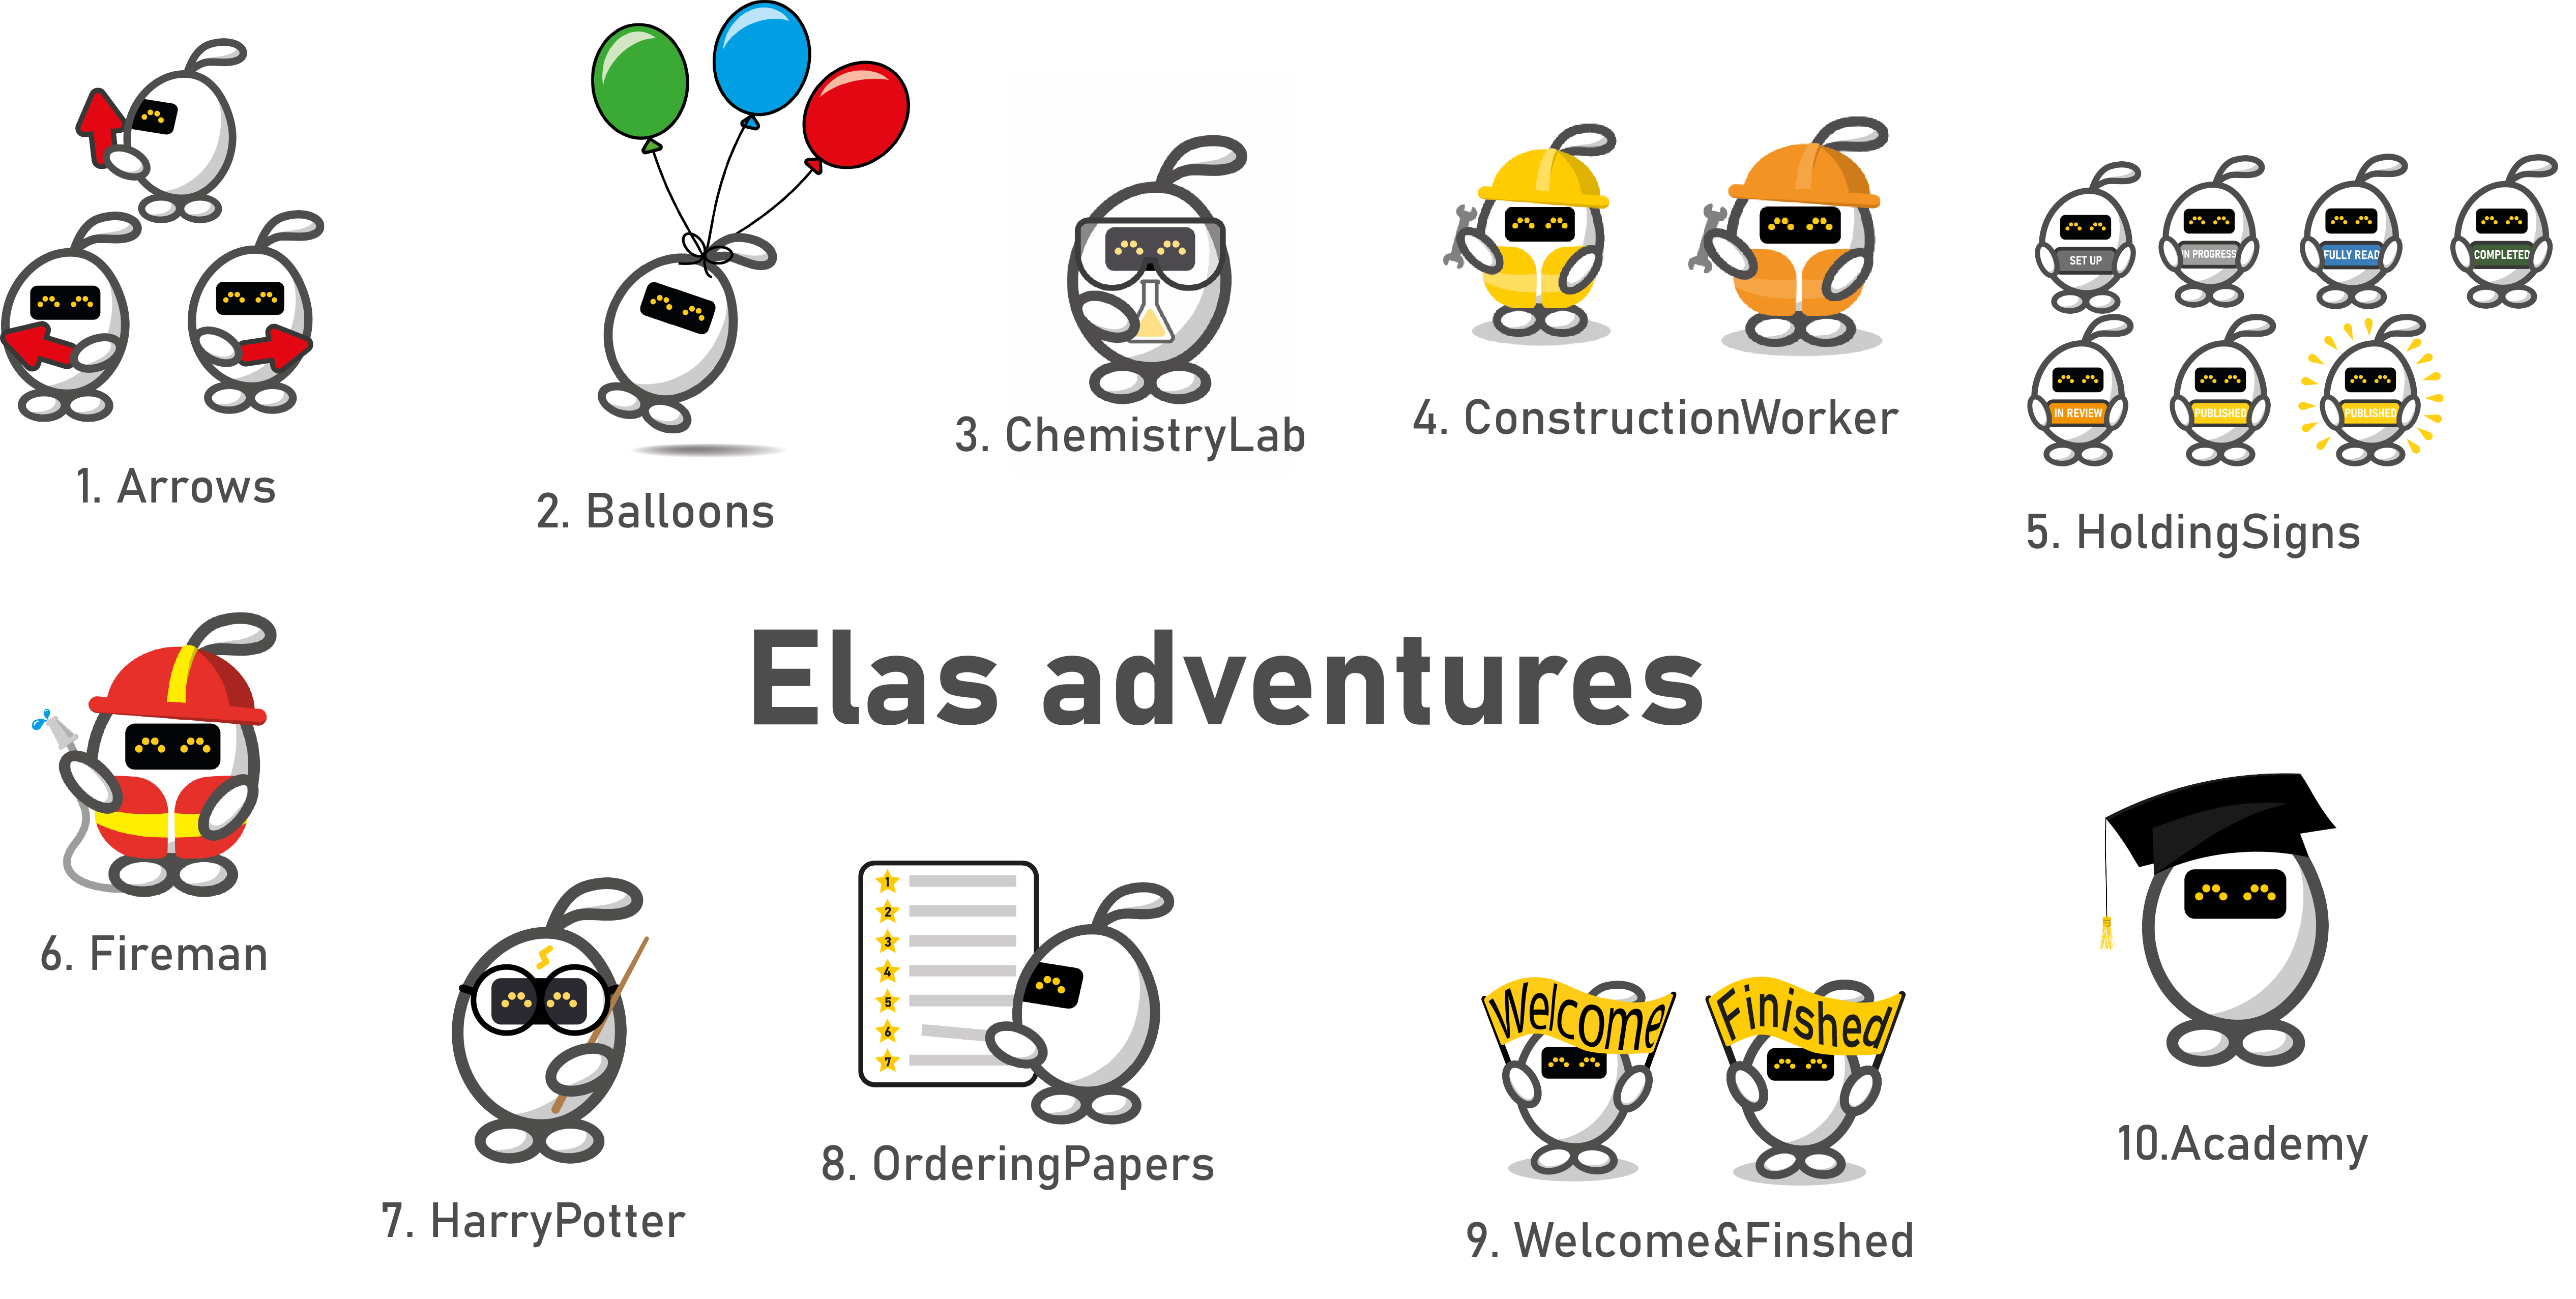 SET UP
IN PROGRESS
FULLY READ
COMPLETED
IN REVIEW
PUBLISHED
PUBLISHED
3. ChemistryLab
4. ConstructionWorker
1. Arrows
2. Balloons
5. HoldingSigns
Elas adventures
6. Fireman
1
2
3
4
5
6
7
Welcome
Finished
10.Academy
8. OrderingPapers
7. HarryPotter
9. Welcome&Finshed